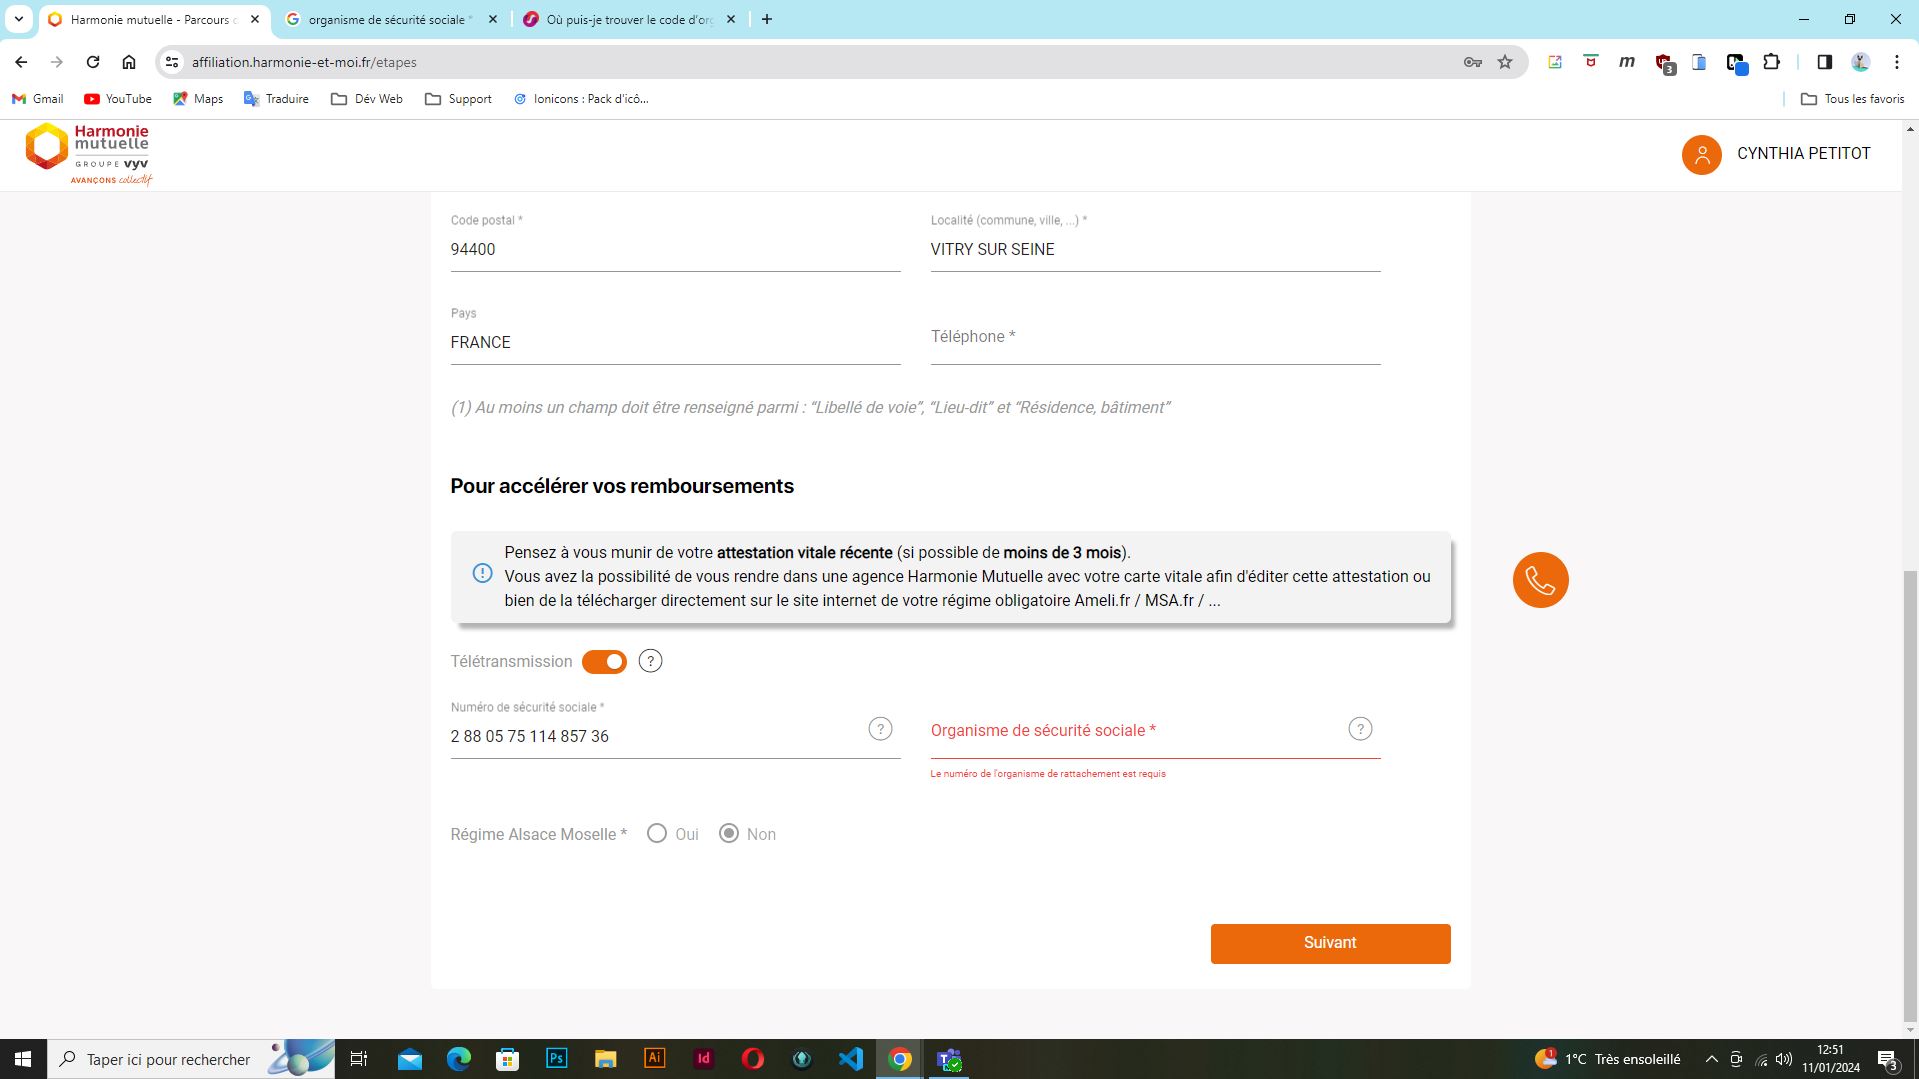 Harmonie mutuelle - Parcours
organisme de sécurité sociale
Où puis-je trouver le code d'or
affiliation.harmonie-et-moi.fr/etapes
Gmail
YouTube
Maps
Traduire
Dév Web
Support
Ionicons : Pack d'icô...
Tous les favoris
Harmonie
mutuelle
GROUPE vyv
AVANÇONS collectif
CYNTHIA PETITOT
Code postal *
94400
Localité (commune, ville, ...) *
VITRY SUR SEINE
Pays
FRANCE
Téléphone *
(1) Au moins un champ doit être renseigné parmi : “Libellé de voie”, “Lieu-dit” et “Résidence, bâtiment”
Pour accélérer vos remboursements
Pensez à vous munir de votre attestation vitale récente (si possible de moins de 3 mois).
Vous avez la possibilité de vous rendre dans une agence Harmonie Mutuelle avec votre carte vitale afin d'éditer cette attestation ou
bien de la télécharger directement sur le site internet de votre régime obligatoire Ameli.fr / MSA.fr / ...
Télétransmission
?
Numéro de sécurité sociale *
2 88 05 75 114 857 36
?
Organisme de sécurité sociale *
?
Le numéro de l'organisme de rattachement est requis
Régime Alsace Moselle *
Oui
Non
Suivant
Taper ici pour rechercher
1°C Très ensoleillé
12:51
11/01/2024
3